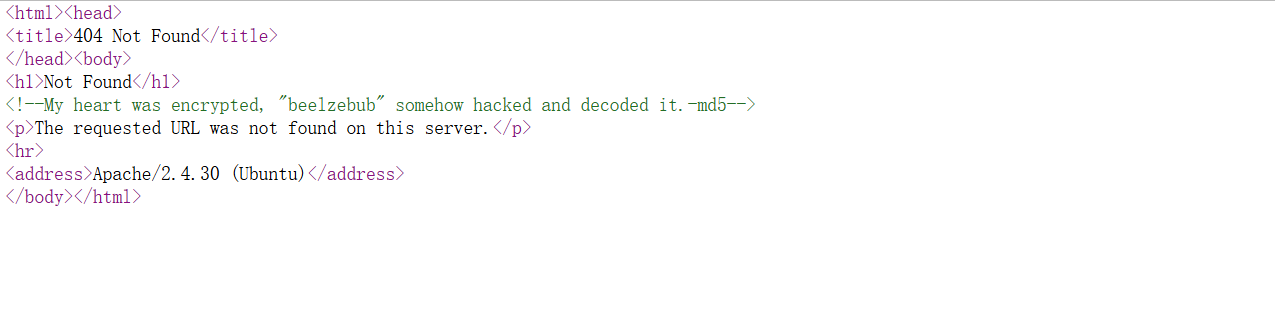 <html><head>
<title>404 Not Found</title>
</head><body>
<h1>Not Found</h1>
<!--My heart was encrypted, "beelzebub" somehow hacked and decoded it.-md5-->
<p>The requested URL was not found on this server.</p>
<hr>
<address>Apache/2.4.30 (Ubuntu)</address>
</body></html>